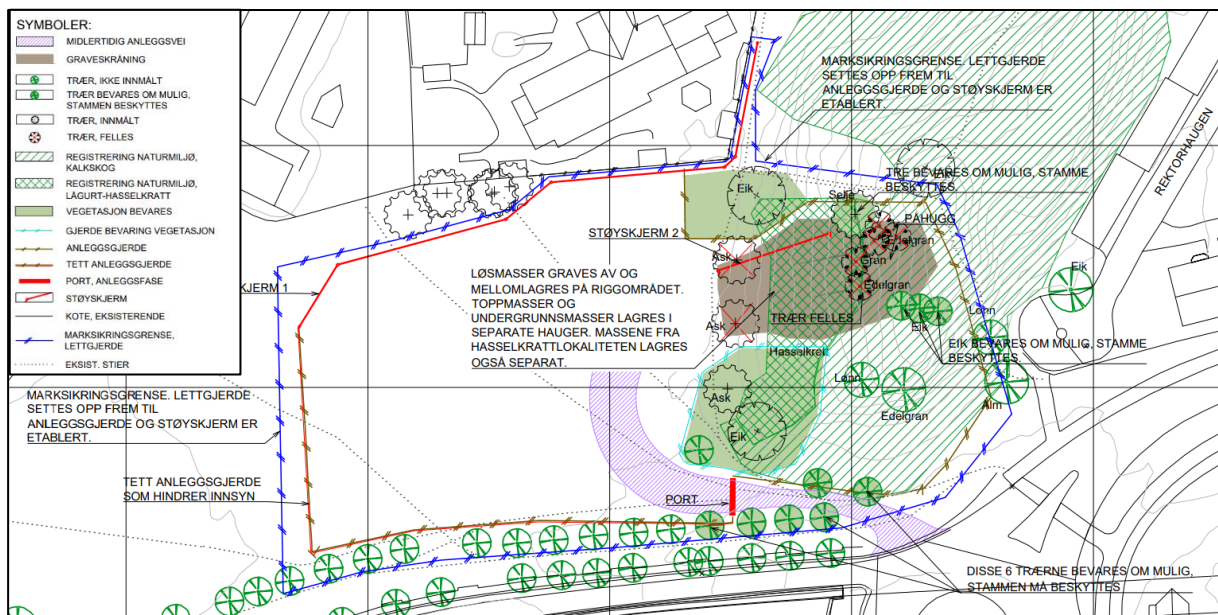 SYMBOLER:
MIDLERTIDIG ANLEGGSVEI
GRAVESKRÅNING
TRÆR, IKKE INNMÅLT
TRÆR BEVARES OM MULIG,
STAMMEN BESKYTTES
TRÆR, INNMÅLT
TRÆR, FELLES
REGISTRERING NATURMILJØ,
KALKSKOG
REGISTRERING NATURMILJØ,
LÅGURT-HASSELKRATT
VEGETASJON BEVARES
GJERDE BEVARING VEGETASJON
ANLEGGSGJERDE
TETT ANLEGGSGJERDE
PORT, ANLEGGSFASE
STØYSKJERM
KOTE, EKSISTERENDE
MARKSIKRINGSGRENSE,
LETTGJERDE
EKSIST. STIER
MARKSIKRINGSGRENSE. LETTGJERDE
SETTES OPP FREM TIL
ANLEGGSGJERDE OG STØYSKJERM ER
ETABLERT.
REKTORHAUGEN
Eik
TRE BEVARES OM MULIG, STAMME
BESKYTTES.
Eik
Selje
PÅHUGG
STØYSKJERM 2
Edelgran
Ask
Gran
Eik
LØSMASSER GRAVES AV OG
MELLOMLAGRES PÅ RIGGOMRÅDET.
TOPPMASSER OG
UNDERGRUNNSMASSER LAGRES I
SEPARATE HAUGER. MASSENE FRA
HASSELKRATTLOKALITETEN LAGRES
OGSÅ SEPARAT.
KJERM 1
Edelgran
Lønn
TRÆR FELLES
Ask
Eik
EIK BEVARES OM MULIG, STAMME
BESKYTTES.
Hasselkratt
Lønn
Ask
Edelgran
Alm
MARKSIKRINGSGRENSE. LETTGJERDE
SETTES OPP FREM TIL
ANLEGGSGJERDE OG STØYSKJERM ER
ETABLERT.
Eik
TETT ANLEGGSGJERDE
SOM HINDRER INNSYN
PORT
DISSE 6 TRÆRNE BEVARES OM MULIG,
STAMMEN MÅ BESKYTTES